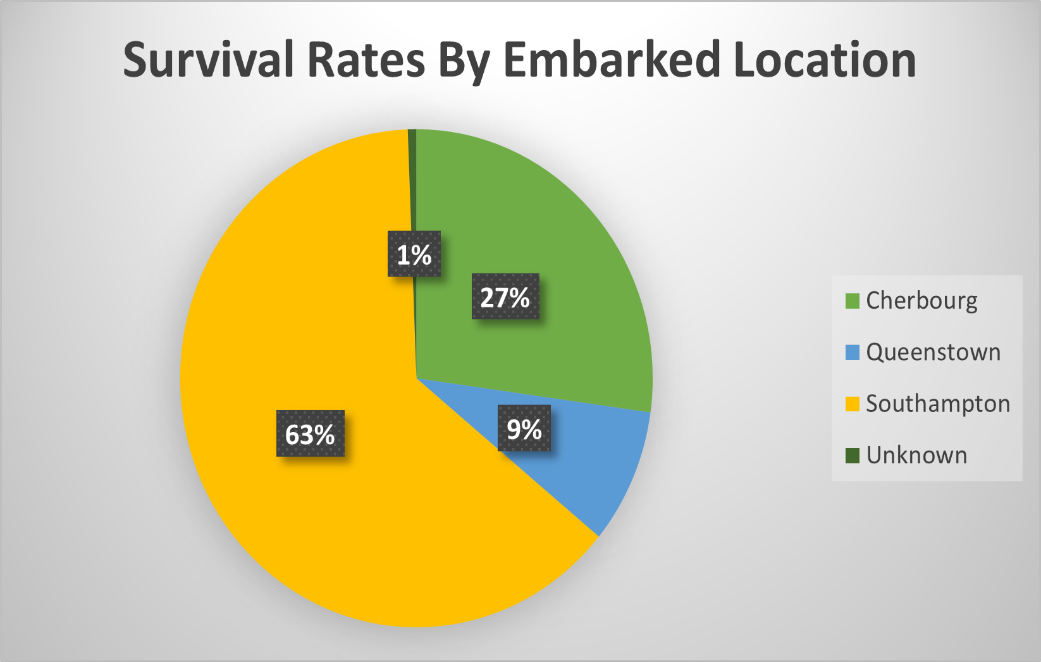 Survival Rates By Embarked Location
1%
27%
9%
63%
Cherbourg
Queenstown
Southampton
Unknown